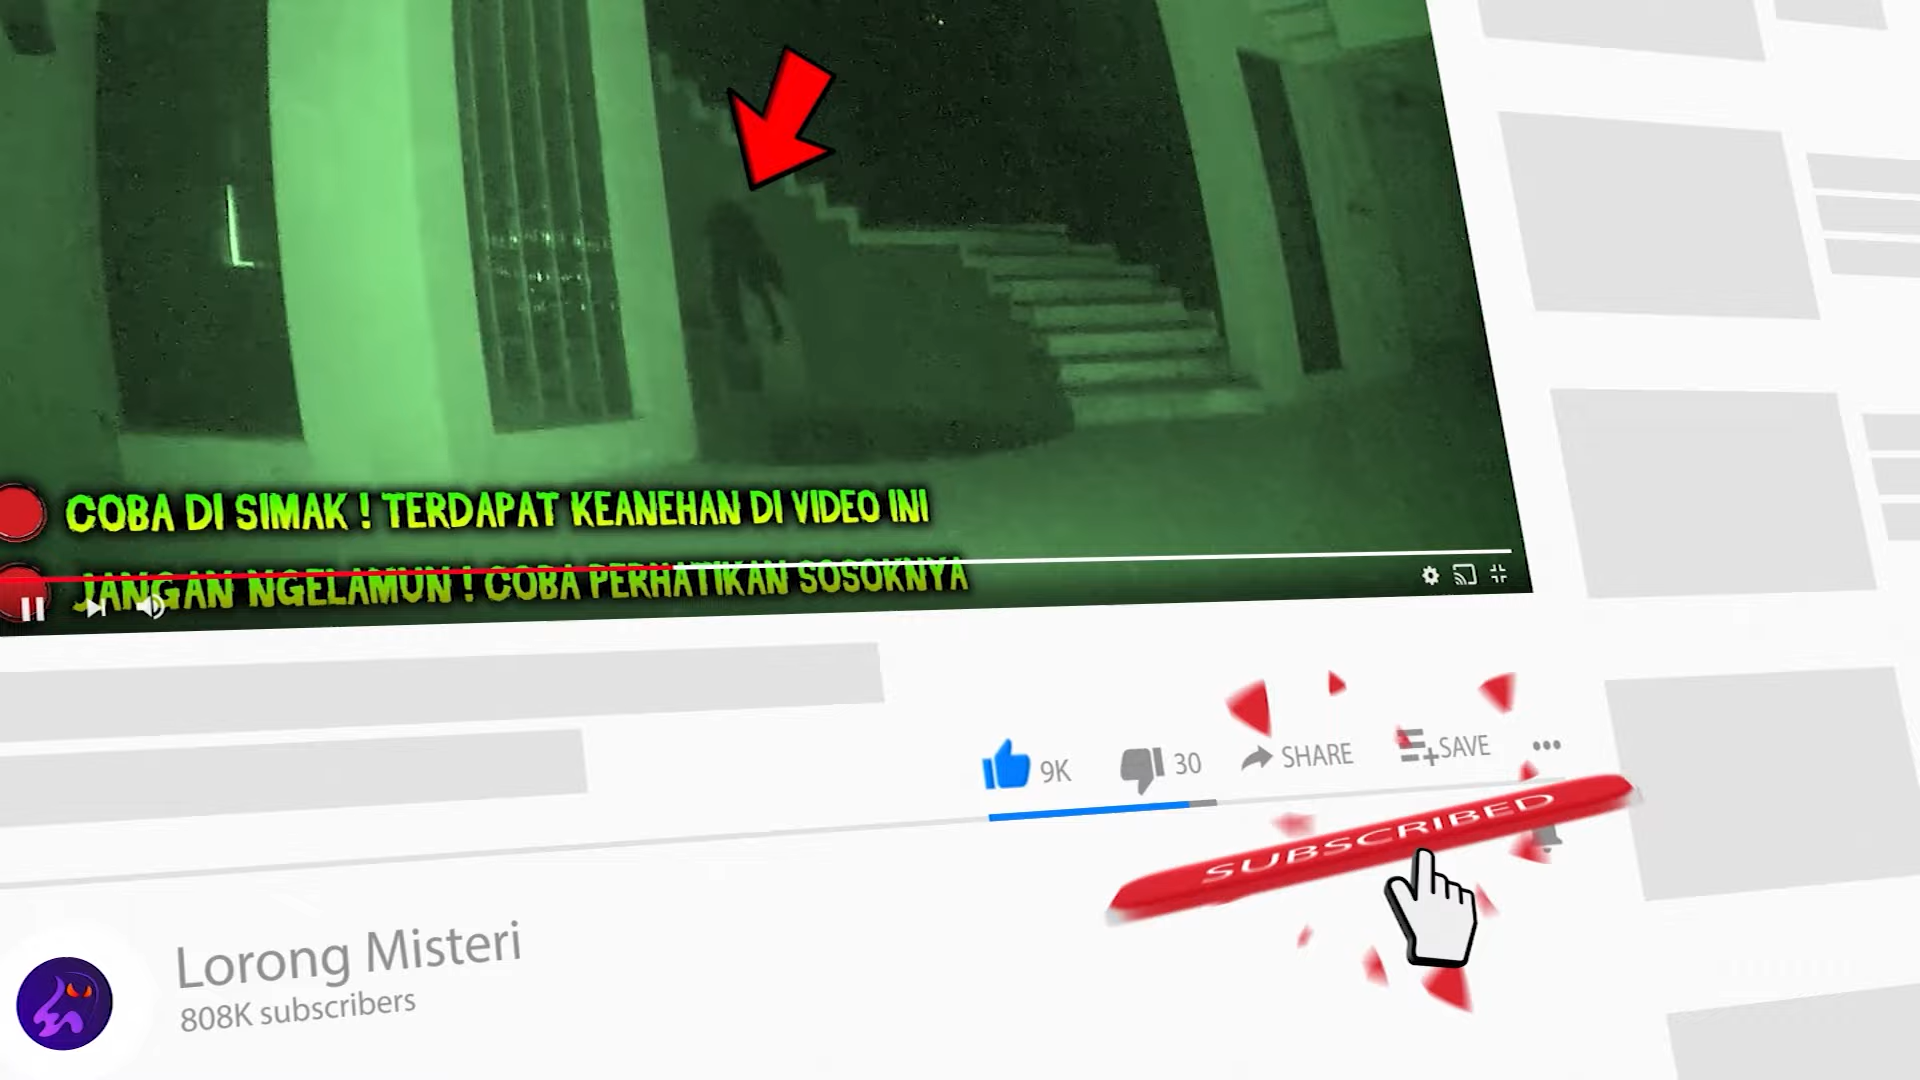 COBA DI SIMAK ! TERDAPAT KEANEHAN DI VIDEO INI
JANGAN NGELAMUN ! COBA PERHATIKAN SOSOKNYA
9K
30
SHARE
SAVE
SUBSCRIBED
Lorong Misteri
808K subscribers